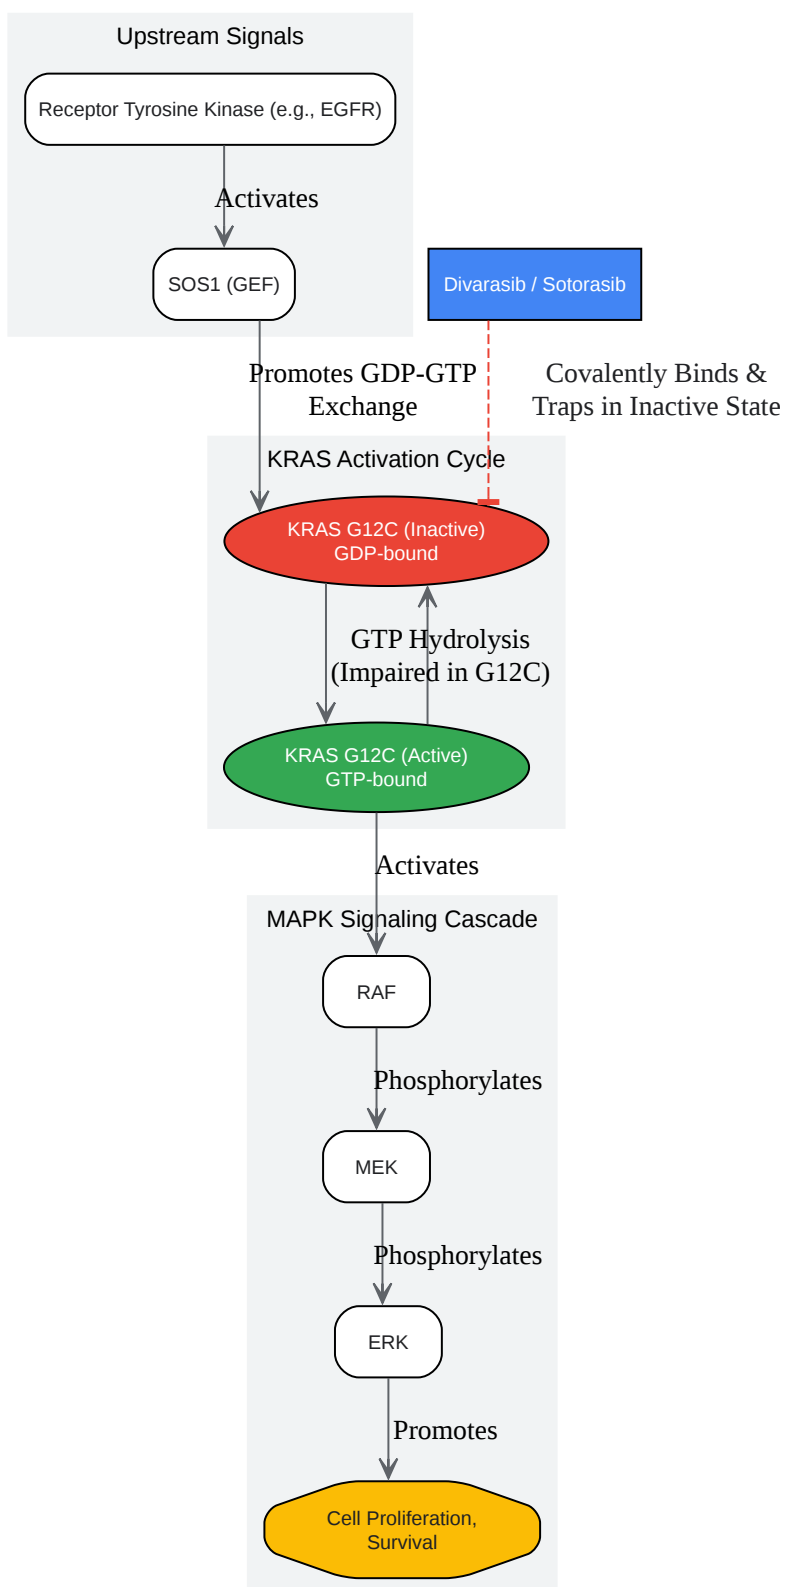 Upstream Signals
Receptor Tyrosine Kinase (e.g., EGFR)
Activates
SOS1 (GEF)
Divarasib / Sotorasib
Promotes GDP-GTP
Exchange
Covalently Binds &
Traps in Inactive State
KRAS Activation Cycle
KRAS G12C (Inactive)
GDP-bound
GTP Hydrolysis
(Impaired in G12C)
KRAS G12C (Active)
GTP-bound
Activates
MAPK Signaling Cascade
RAF
Phosphorylates
MEK
Phosphorylates
ERK
Promotes
Cell Proliferation,
Survival